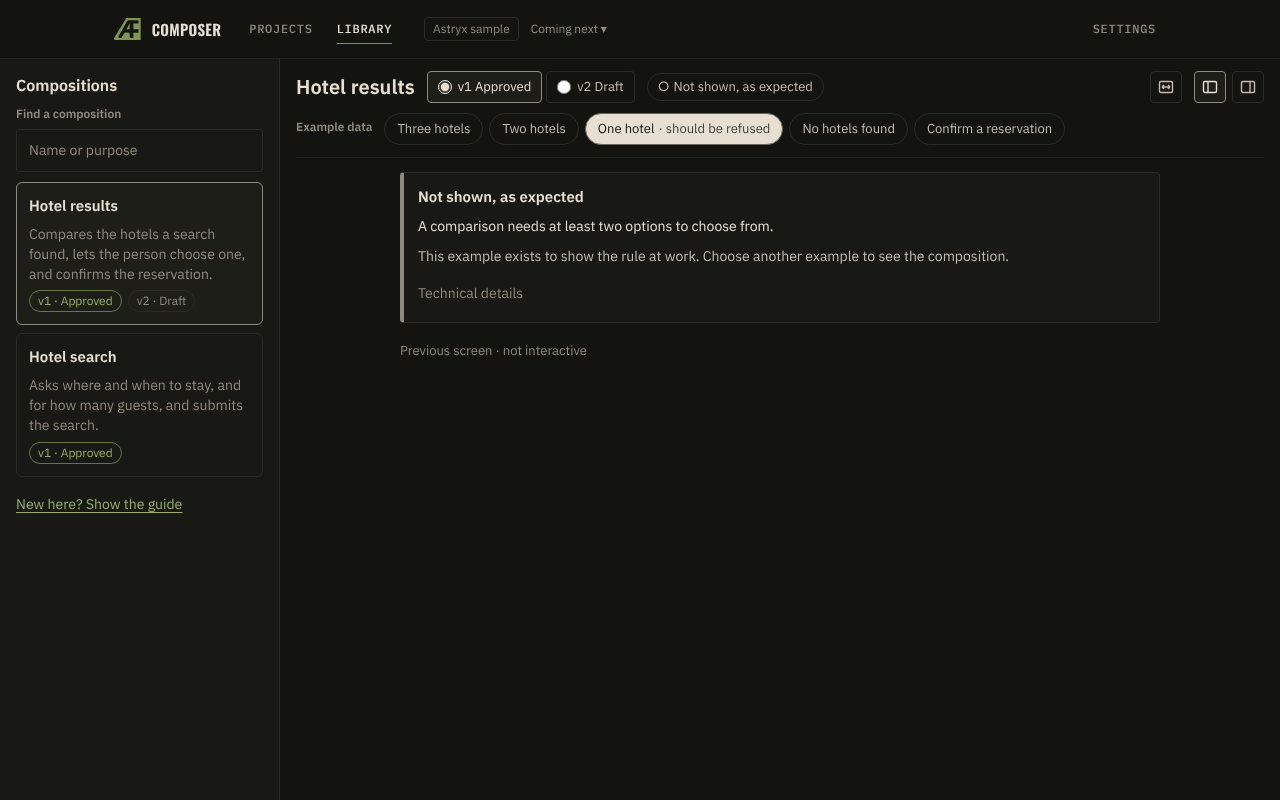 COMPOSER
PROJECTS
LIBRARY
Astryx sample
Coming next ▾
SETTINGS
Compositions
Find a composition
Name or purpose
Hotel results
Compares the hotels a search
found, lets the person choose one,
and confirms the reservation.
v1 · Approved
v2 · Draft
Hotel search
Asks where and when to stay, and
for how many guests, and submits
the search.
v1 · Approved
New here? Show the guide
Hotel results
v1 Approved
v2 Draft
Not shown, as expected
Example data
Three hotels
Two hotels
One hotel · should be refused
No hotels found
Confirm a reservation
Not shown, as expected
A comparison needs at least two options to choose from.
This example exists to show the rule at work. Choose another example to see the composition.
Technical details
Previous screen · not interactive